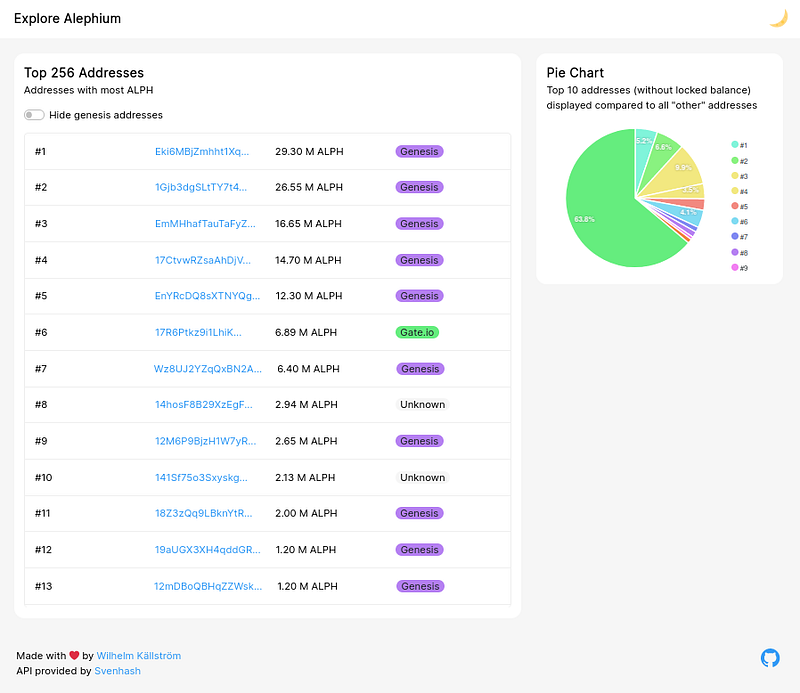 Explore Alephium
Top 256 Addresses
Addresses with most ALPH
Hide genesis addresses
#1 Eki6MBjZmhht1Xq... 29.30 M ALPH Genesis
#2 1Gjb3dgSLtTY7t4... 26.55 M ALPH Genesis
#3 EmMHhafTauTaFyZ... 16.65 M ALPH Genesis
#4 17CtvwRZsaAhDjV... 14.70 M ALPH Genesis
#5 EnYRcDQ8sXTNYQg... 12.30 M ALPH Genesis
#6 17R6Ptkz9i1LhiK... 6.89 M ALPH Gate.io
#7 Wz8UJ2YZqQxBN2A... 6.40 M ALPH Genesis
#8 14hosF8B29XzEgF... 2.94 M ALPH Unknown
#9 12M6P9BjzH1W7yR... 2.65 M ALPH Genesis
#10 141Sf75o3Sxyskg... 2.13 M ALPH Unknown
#11 18Z3zQq9LBknYtR... 2.00 M ALPH Genesis
#12 19aUGX3XH4qddGR... 1.20 M ALPH Genesis
#13 12mDBoQBHqZZWsk... 1.20 M ALPH Genesis
Pie Chart
Top 10 addresses (without locked balance)
displayed compared to all "other" addresses
5.2%
6.6%
9.9%
3.5%
4.1%
63.8%
#1
#2
#3
#4
#5
#6
#7
#8
#9
Made with ❤️ by Wilhelm Källström
API provided by Svenhash